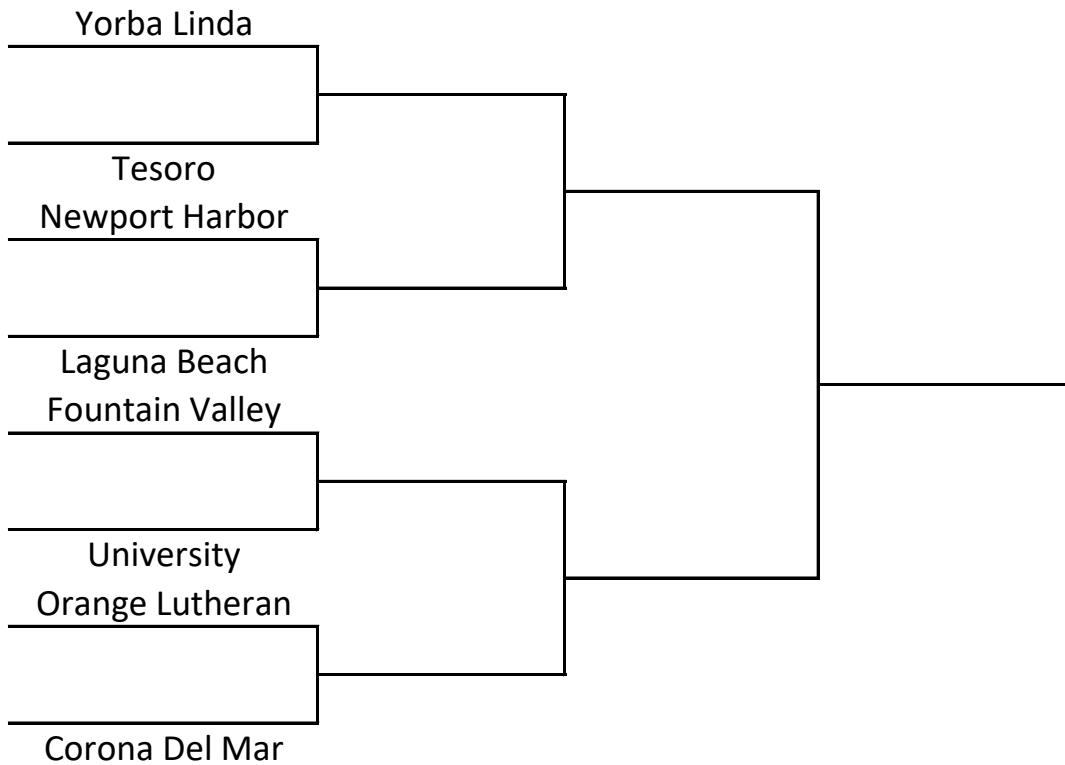 Yorba Linda
Tesoro
Newport Harbor
Laguna Beach
Fountain Valley
University
Orange Lutheran
Corona Del Mar